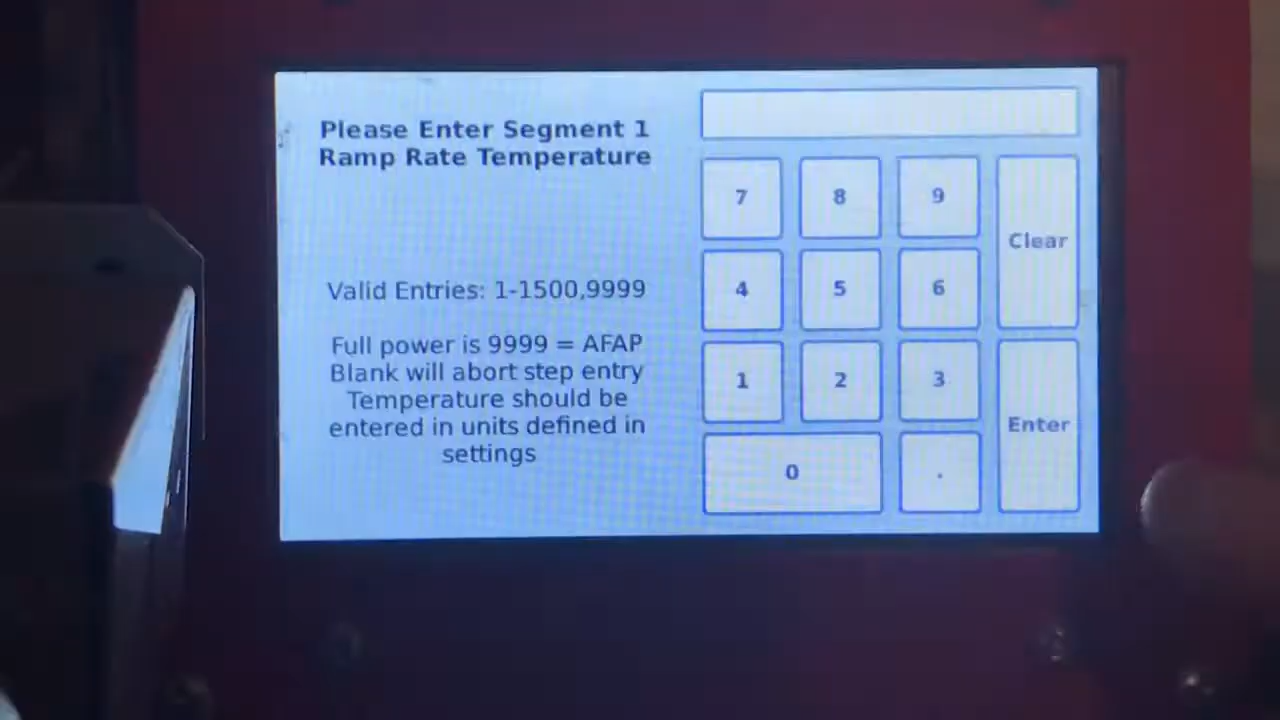 Please Enter Segment 1
Ramp Rate Temperature
Valid Entries: 1-1500,9999
Full power is 9999 = AFAP
Blank will abort step entry
Temperature should be
entered in units defined in
settings
7 8 9 Clear
4 5 6
1 2 3 Enter
0 .